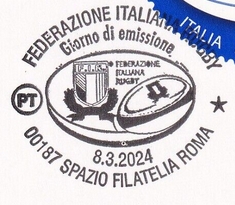 FEDERAZIONE ITALIANA RUGBY
Giorno di emissione
ITALIA
F.I.R.
FEDERAZIONE
ITALIANA
RUGBY
PT
8.3.2024
00187 SPAZIO FILATELIA ROMA